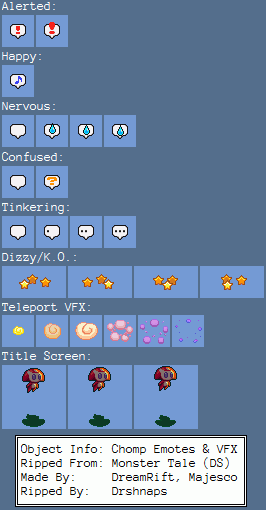 Alerted:
!
!
Happy:
Nervous:
Confused:
?
Tinkering:
Dizzy/K.O.:
Teleport VFX:
Title Screen:
Object Info: Chomp Emotes & VFX
Ripped From: Monster Tale (DS)
Made By: DreamRift, Majesco
Ripped By: Drshnaps